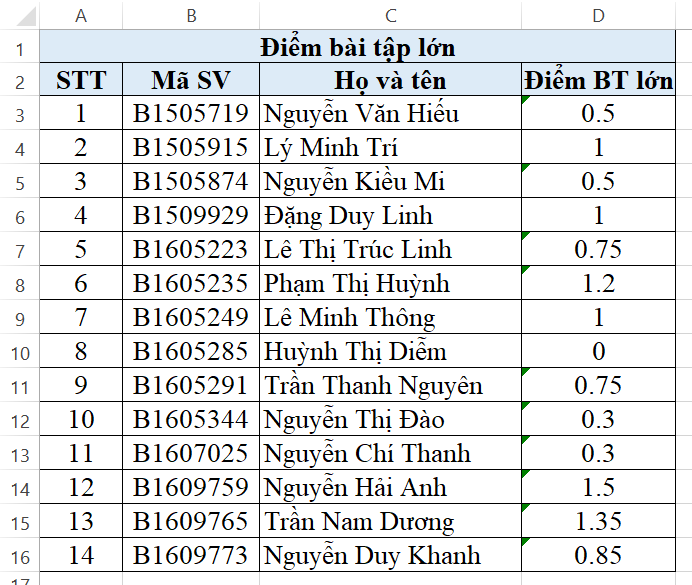 A B C D
1 Điểm bài tập lớn
2 STT Mã SV Họ và tên Điểm BT lớn
3 1 B1505719 Nguyễn Văn Hiếu 0.5
4 2 B1505915 Lý Minh Trí 1
5 3 B1505874 Nguyễn Kiều Mi 0.5
6 4 B1509929 Đặng Duy Linh 1
7 5 B1605223 Lê Thị Trúc Linh 0.75
8 6 B1605235 Phạm Thị Huỳnh 1.2
9 7 B1605249 Lê Minh Thông 1
10 8 B1605285 Huỳnh Thị Diễm 0
11 9 B1605291 Trần Thanh Nguyên 0.75
12 10 B1605344 Nguyễn Thị Đào 0.3
13 11 B1607025 Nguyễn Chí Thanh 0.3
14 12 B1609759 Nguyễn Hải Anh 1.5
15 13 B1609765 Trần Nam Dương 1.35
16 14 B1609773 Nguyễn Duy Khanh 0.85
17